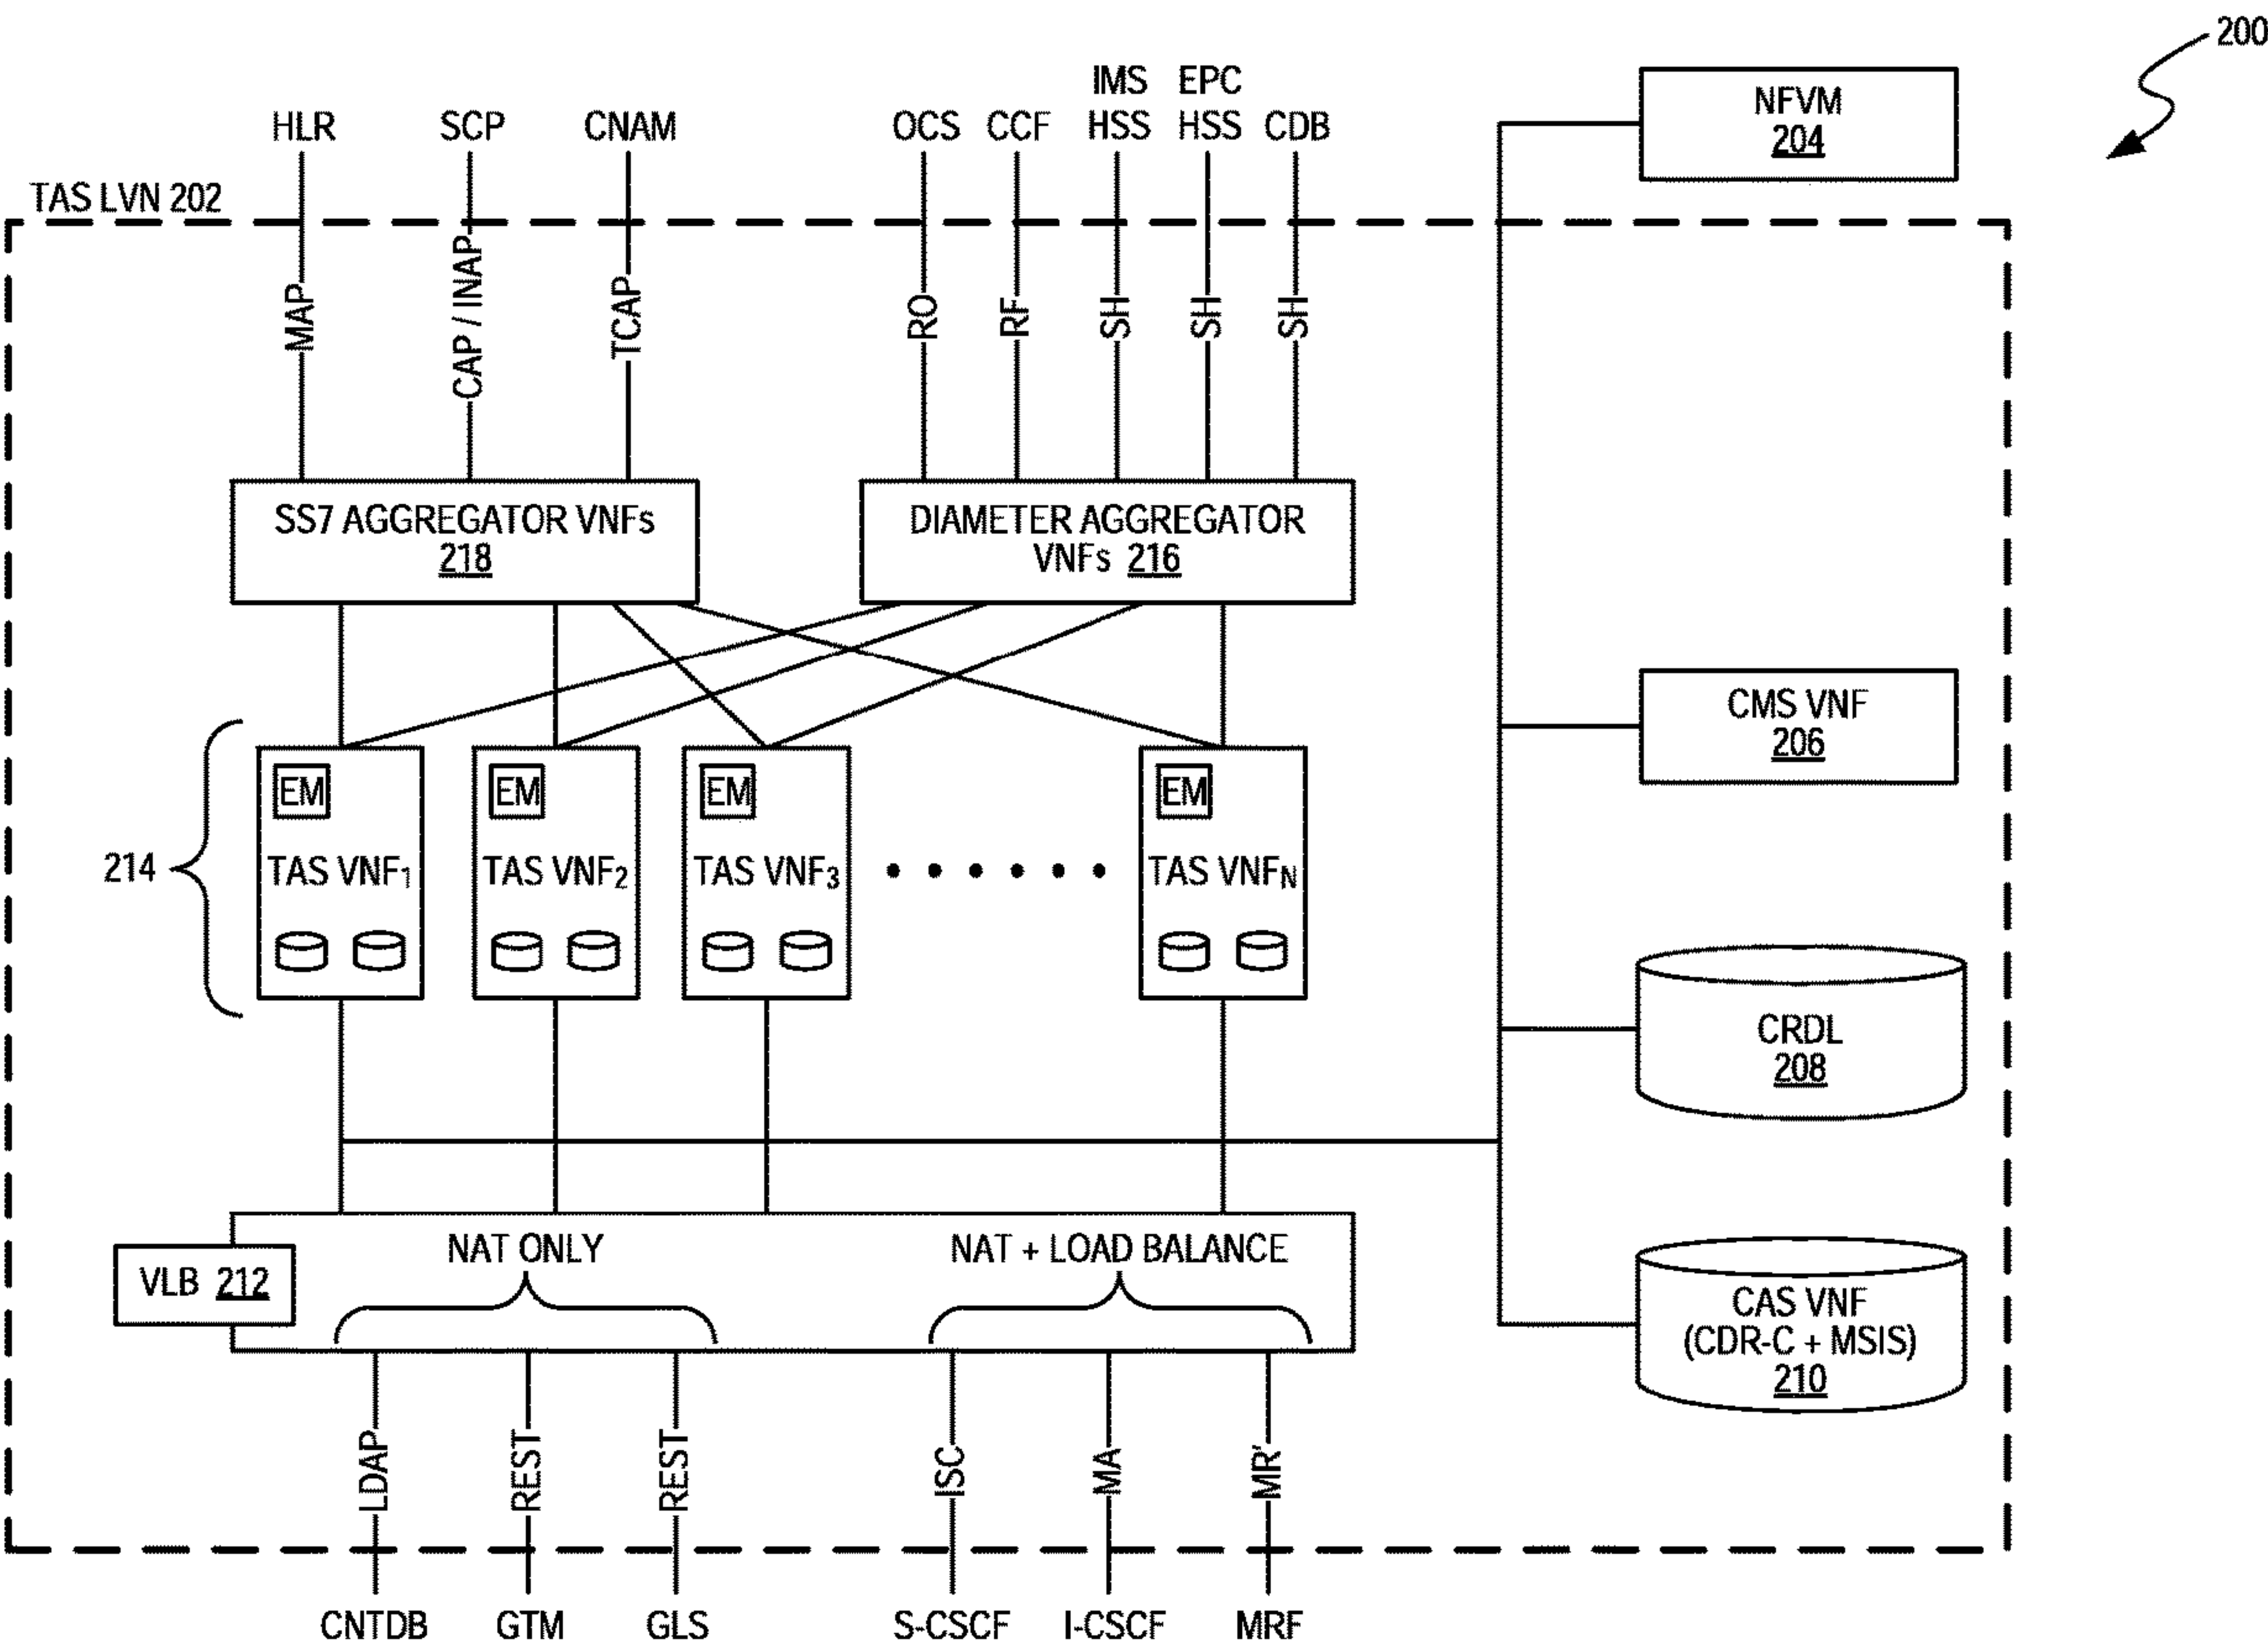 200
IMS EPC
HLR SCP CNAM OCS CCF HSS HSS CDB
NFVM
204
TAS LVN 202
MAP
CAP / INAP
TCAP
RO
RF
SH
SH
SH
SS7 AGGREGATOR VNFs
218
DIAMETER AGGREGATOR
VNFs 216
CMS VNF
206
214
EM
TAS VNF1
EM
TAS VNF2
EM
TAS VNF3
EM
TAS VNFN
CRDL
208
VLB 212
NAT ONLY
NAT + LOAD BALANCE
CAS VNF
(CDR-C + MSIS)
210
LDAP
REST
REST
ISC
MA
MR'
CNTDB GTM GLS S-CSCF I-CSCF MRF